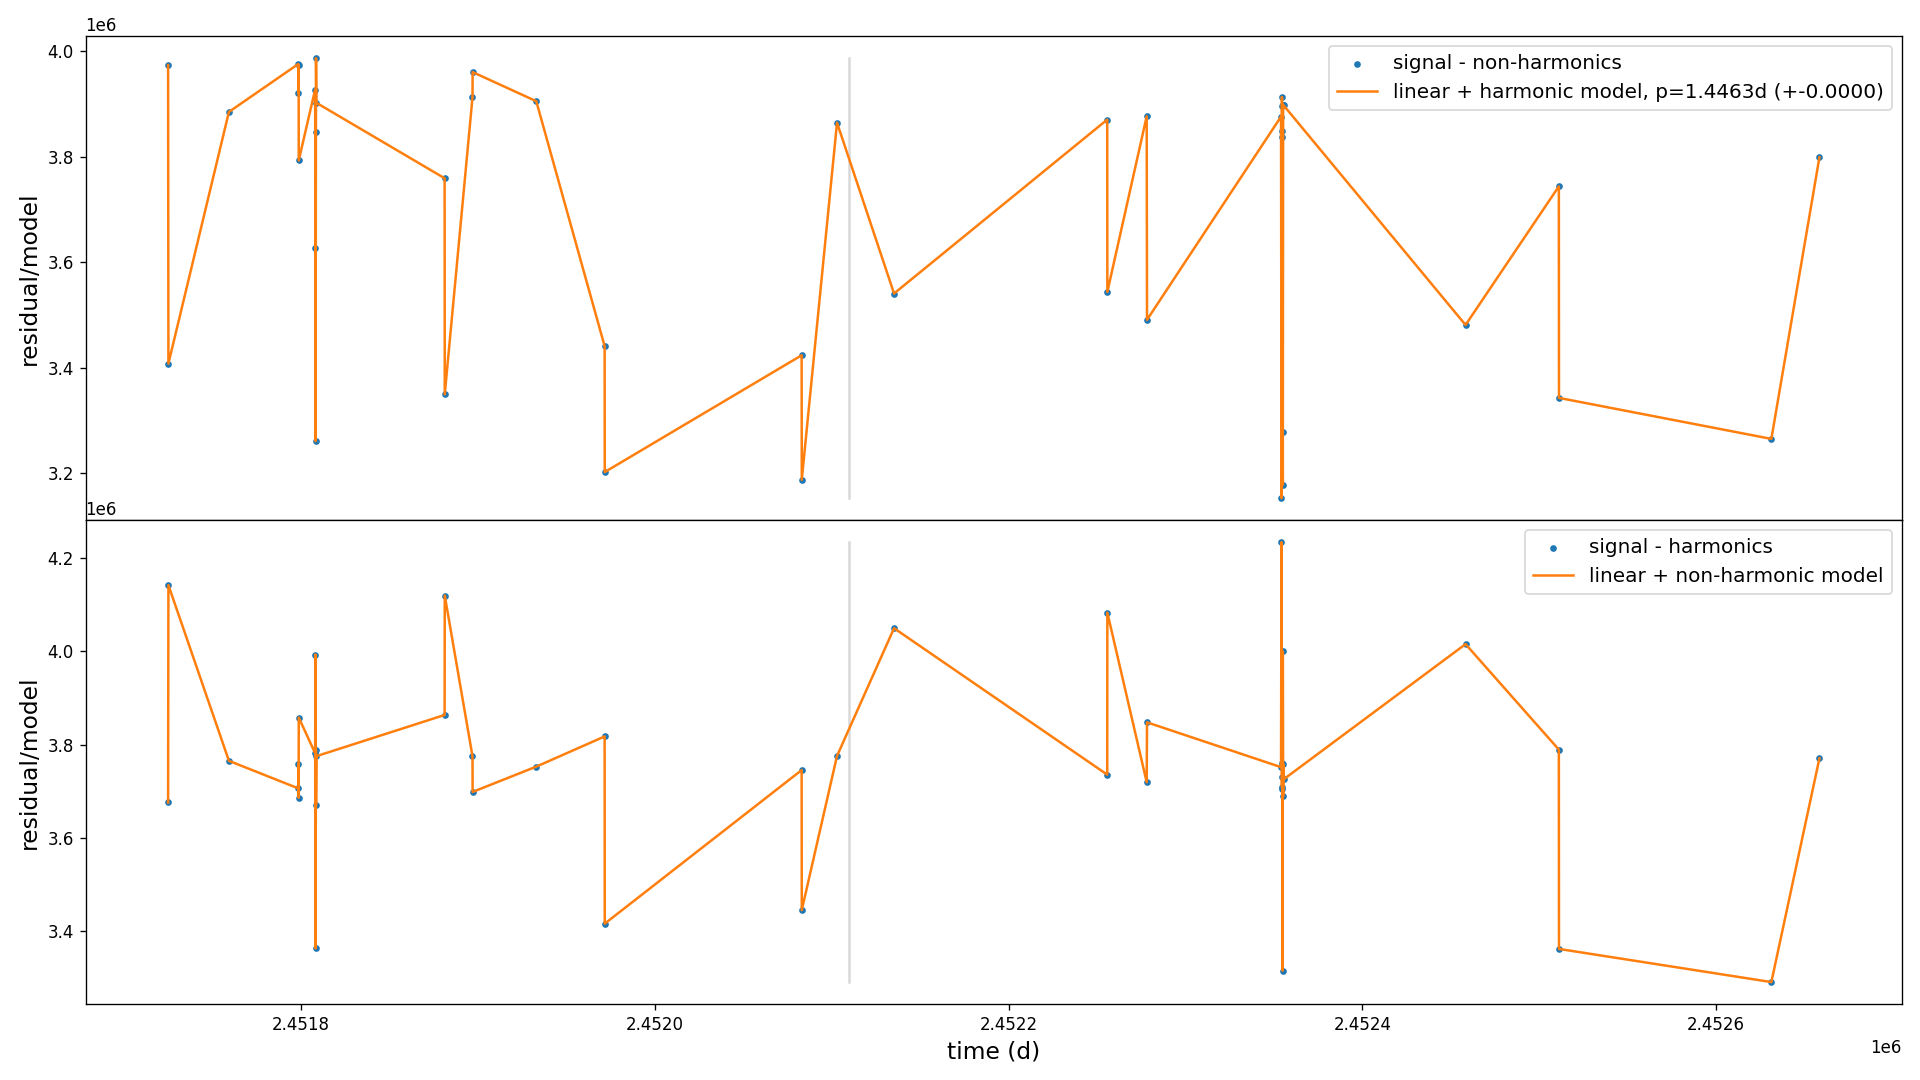 1e6
4.0
3.8
3.6
3.4
3.2
residual/model
signal - non-harmonics
linear + harmonic model, p=1.4463d (+-0.0000)
1e6
4.2
4.0
3.8
3.6
3.4
residual/model
signal - harmonics
linear + non-harmonic model
2.4518
2.4520
2.4522
2.4524
2.4526
time (d)
1e6